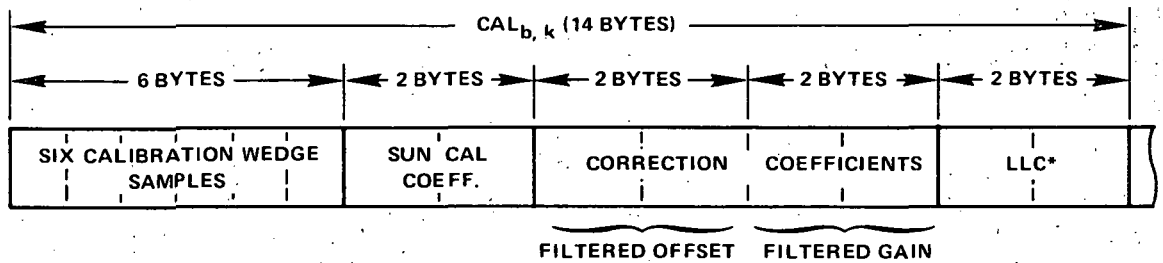 CAL b, k (14 BYTES)
6 BYTES 2 BYTES 2 BYTES 2 BYTES 2 BYTES
SIX CALIBRATION WEDGE SAMPLES
SUN CAL COEFF.
CORRECTION COEFFICIENTS
LLC*
FILTERED OFFSET FILTERED GAIN